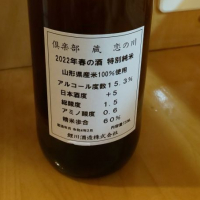 倶楽部 蔵 恋の川
2022年春の酒 特別純米
山形県産米100%使用
アルコール度数15.3%
日本酒度 +5
総酸度 1.5
アミノ酸度 0.6
精米歩合 60%
鯉川酒造株式会社